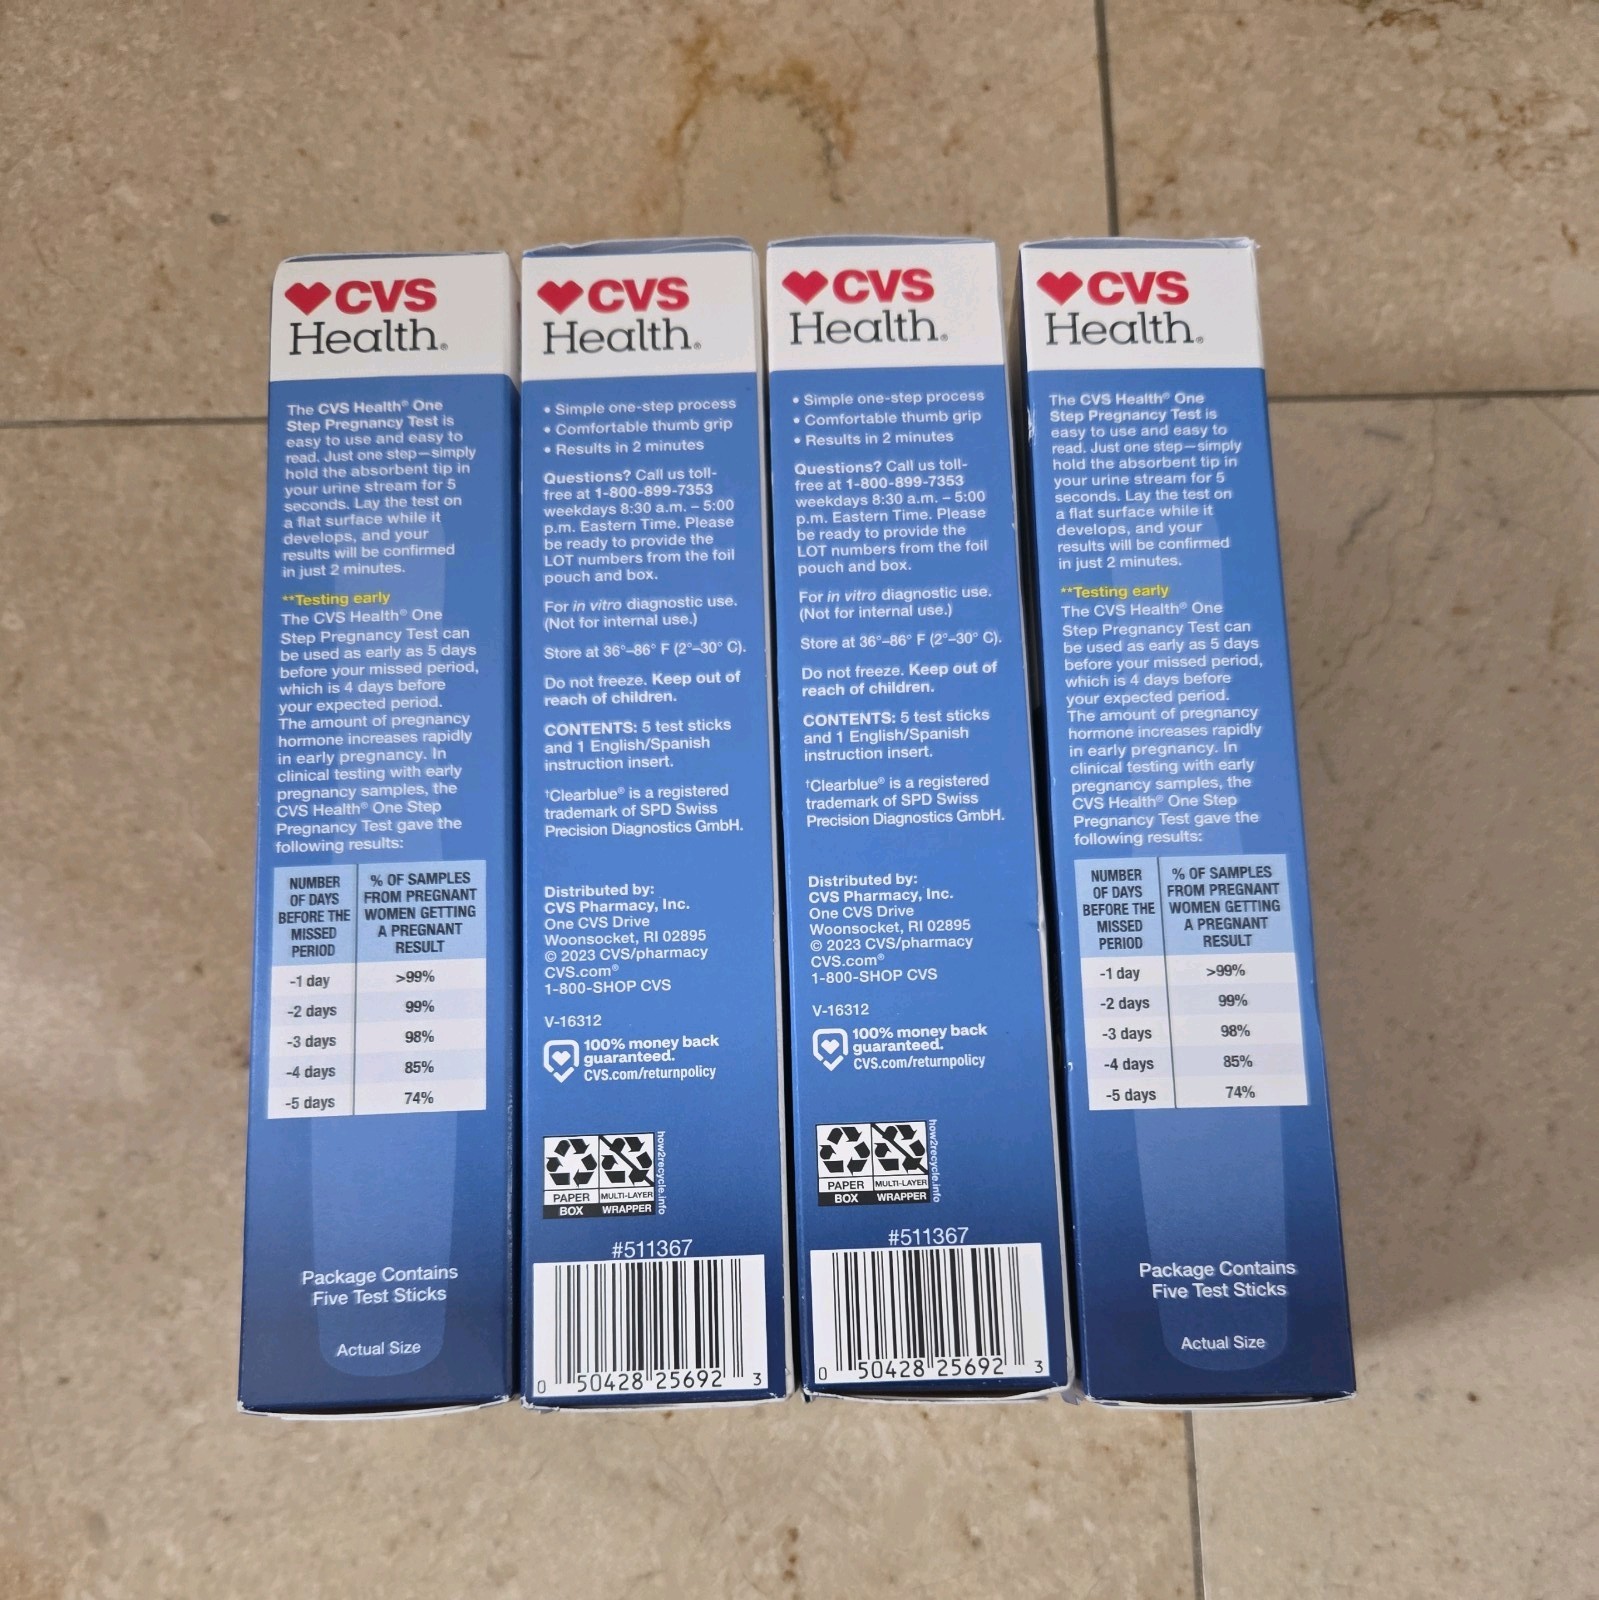 CVS
Health®
The CVS Health® One
Step Pregnancy Test is
easy to use and easy to
read. Just one step—simply
hold the absorbent tip in
your urine stream for 5
seconds. Lay the test on
a flat surface while it
develops, and your
results will be confirmed
in just 2 minutes.
**Testing early
The CVS Health® One
Step Pregnancy Test can
be used as early as 5 days
before your missed period,
which is 4 days before
your expected period.
The amount of pregnancy
hormone increases rapidly
in early pregnancy. In
clinical testing with early
pregnancy samples, the
CVS Health® One Step
Pregnancy Test gave the
following results:
NUMBER
OF DAYS
BEFORE THE
MISSED
PERIOD
% OF SAMPLES
FROM PREGNANT
WOMEN GETTING
A PREGNANT
RESULT
-1 day >99%
-2 days 99%
-3 days 98%
-4 days 85%
-5 days 74%
Package Contains
Five Test Sticks
Actual Size
CVS
Health®
• Simple one-step process
• Comfortable thumb grip
• Results in 2 minutes
Questions? Call us toll-
free at 1-800-899-7353
weekdays 8:30 a.m. – 5:00
p.m. Eastern Time. Please
be ready to provide the
LOT numbers from the foil
pouch and box.
For in vitro diagnostic use.
(Not for internal use.)
Store at 36°–86° F (2°–30° C).
Do not freeze. Keep out of
reach of children.
CONTENTS: 5 test sticks
and 1 English/Spanish
instruction insert.
†Clearblue® is a registered
trademark of SPD Swiss
Precision Diagnostics GmbH.
Distributed by:
CVS Pharmacy, Inc.
One CVS Drive
Woonsocket, RI 02895
© 2023 CVS/pharmacy
CVS.com®
1-800-SHOP CVS
V-16312
100% money back
guaranteed.
CVS.com/returnpolicy
PAPER MULTI-LAYER
BOX WRAPPER
how2recycle.info
#511367
0 50428 25692 3
CVS
Health®
• Simple one-step process
• Comfortable thumb grip
• Results in 2 minutes
Questions? Call us toll-
free at 1-800-899-7353
weekdays 8:30 a.m. – 5:00
p.m. Eastern Time. Please
be ready to provide the
LOT numbers from the foil
pouch and box.
For in vitro diagnostic use.
(Not for internal use.)
Store at 36°–86° F (2°–30° C).
Do not freeze. Keep out of
reach of children.
CONTENTS: 5 test sticks
and 1 English/Spanish
instruction insert.
†Clearblue® is a registered
trademark of SPD Swiss
Precision Diagnostics GmbH.
Distributed by:
CVS Pharmacy, Inc.
One CVS Drive
Woonsocket, RI 02895
© 2023 CVS/pharmacy
CVS.com®
1-800-SHOP CVS
V-16312
100% money back
guaranteed.
CVS.com/returnpolicy
PAPER MULTI-LAYER
BOX WRAPPER
how2recycle.info
#511367
0 50428 25692 3
CVS
Health®
The CVS Health® One
Step Pregnancy Test is
easy to use and easy to
read. Just one step—simply
hold the absorbent tip in
your urine stream for 5
seconds. Lay the test on
a flat surface while it
develops, and your
results will be confirmed
in just 2 minutes.
**Testing early
The CVS Health® One
Step Pregnancy Test can
be used as early as 5 days
before your missed period,
which is 4 days before
your expected period.
The amount of pregnancy
hormone increases rapidly
in early pregnancy. In
clinical testing with early
pregnancy samples, the
CVS Health® One Step
Pregnancy Test gave the
following results:
NUMBER
OF DAYS
BEFORE THE
MISSED
PERIOD
% OF SAMPLES
FROM PREGNANT
WOMEN GETTING
A PREGNANT
RESULT
-1 day >99%
-2 days 99%
-3 days 98%
-4 days 85%
-5 days 74%
Package Contains
Five Test Sticks
Actual Size